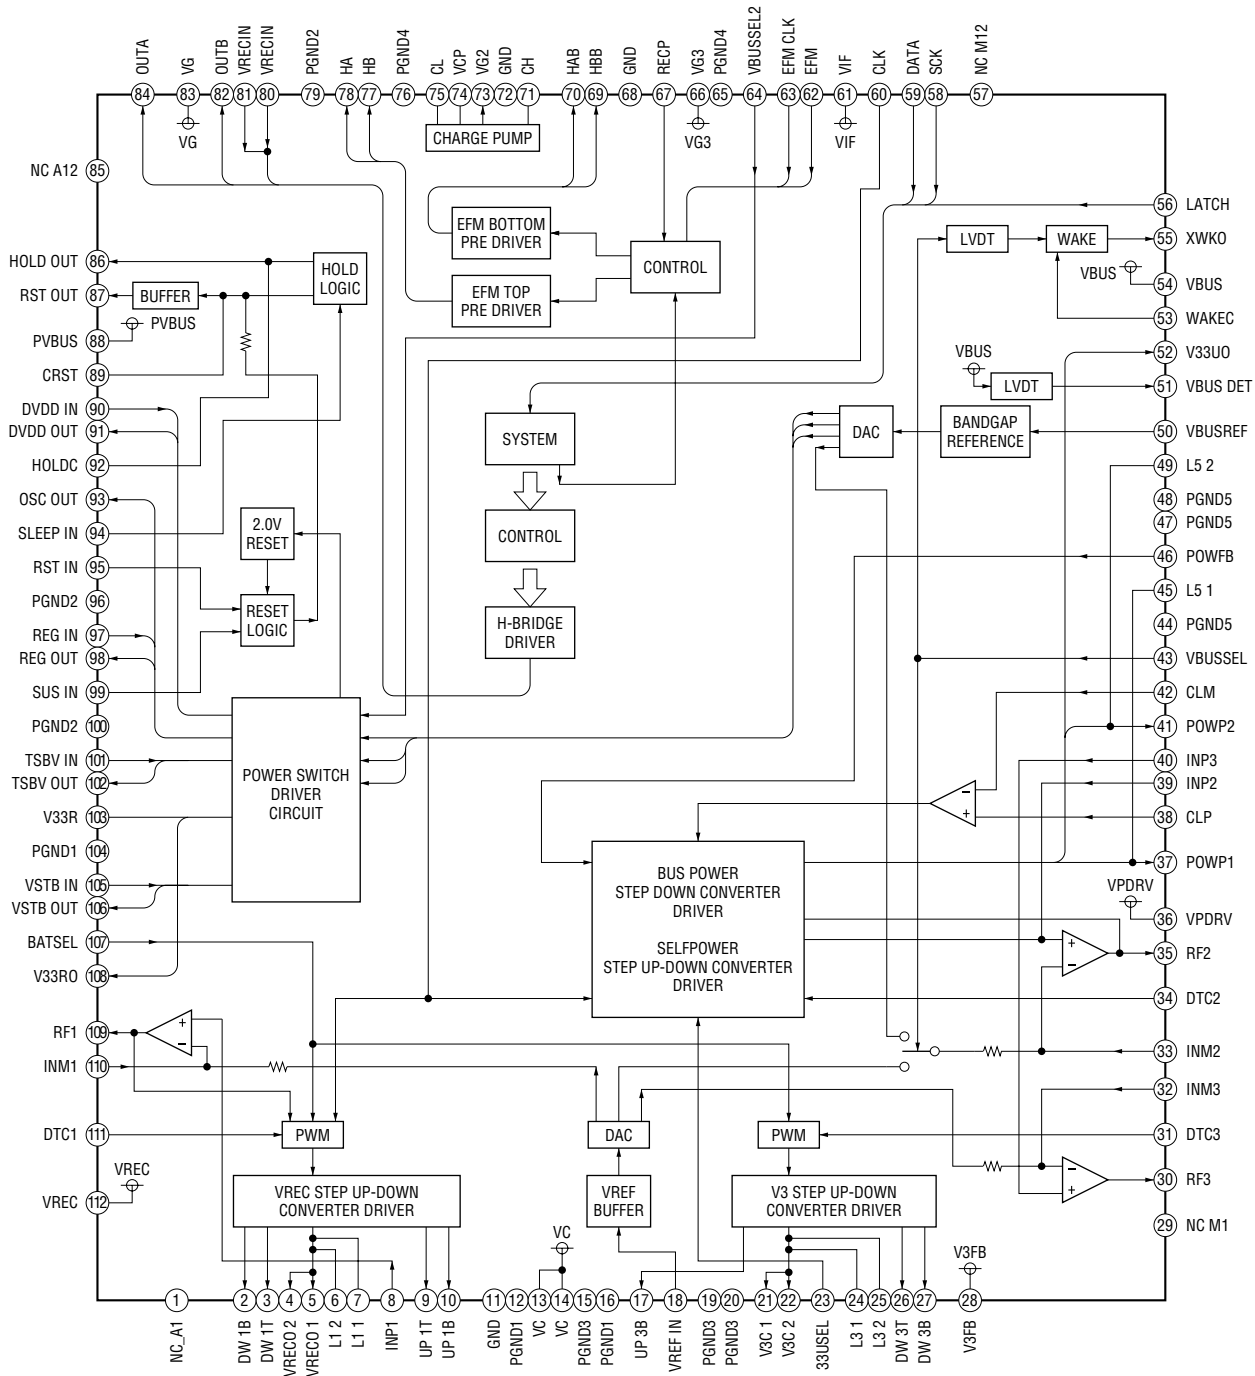 OUTA
VG
OUTB
VRECIN
VRECIN
PGND2
HA
HB
PGND4
CL
VCP
VG2
GND
CH
HAB
HBB
GND
RECP
VG3
PGND4
VBUSSEL2
EFM CLK
EFM
VIF
CLK
DATA
SCK
NC M12
84
83
82
81
80
79
78
77
76
75
74
73
72
71
70
69
68
67
66
65
64
63
62
61
60
59
58
57
VG
CHARGE PUMP
VG3
VIF
NC A12 85
HOLD OUT 86
RST OUT 87
PVBUS 88
CRST 89
DVDD IN 90
DVDD OUT 91
HOLDC 92
OSC OUT 93
SLEEP IN 94
RST IN 95
PGND2 96
REG IN 97
REG OUT 98
SUS IN 99
PGND2 100
TSBV IN 101
TSBV OUT 102
V33R 103
PGND1 104
VSTB IN 105
VSTB OUT 106
BATSEL 107
V33RO 108
RF1 109
INM1 110
DTC1 111
VREC 112
BUFFER
PVBUS
HOLD
LOGIC
EFM BOTTOM
PRE DRIVER
EFM TOP
PRE DRIVER
CONTROL
SYSTEM
CONTROL
H-BRIDGE
DRIVER
2.0V
RESET
RESET
LOGIC
POWER SWITCH
DRIVER
CIRCUIT
LVDT
WAKE
VBUS
VBUS
LVDT
DAC
BANDGAP
REFERENCE
BUS POWER
STEP DOWN CONVERTER
DRIVER
SELFPOWER
STEP UP-DOWN CONVERTER
DRIVER
-
+
VPDRV
+
-
+
-
PWM
DAC
PWM
-
+
VREC
VREC STEP UP-DOWN
CONVERTER DRIVER
VREF
BUFFER
V3 STEP UP-DOWN
CONVERTER DRIVER
VC
V3FB
56 LATCH
55 XWKO
54 VBUS
53 WAKEC
52 V33UO
51 VBUS DET
50 VBUSREF
49 L5 2
48 PGND5
47 PGND5
46 POWFB
45 L5 1
44 PGND5
43 VBUSSEL
42 CLM
41 POWP2
40 INP3
39 INP2
38 CLP
37 POWP1
36 VPDRV
35 RF2
34 DTC2
33 INM2
32 INM3
31 DTC3
30 RF3
29 NC M1
1
2
3
4
5
6
7
8
9
10
11
12
13
14
15
16
17
18
19
20
21
22
23
24
25
26
27
28
NC_A1
DW 1B
DW 1T
VRECO 2
VRECO 1
L1 2
L1 1
INP1
UP 1T
UP 1B
GND
PGND1
VC
VC
PGND3
PGND1
UP 3B
VREF IN
PGND3
PGND3
V3C 1
V3C 2
33USEL
L3 1
L3 2
DW 3T
DW 3B
V3FB